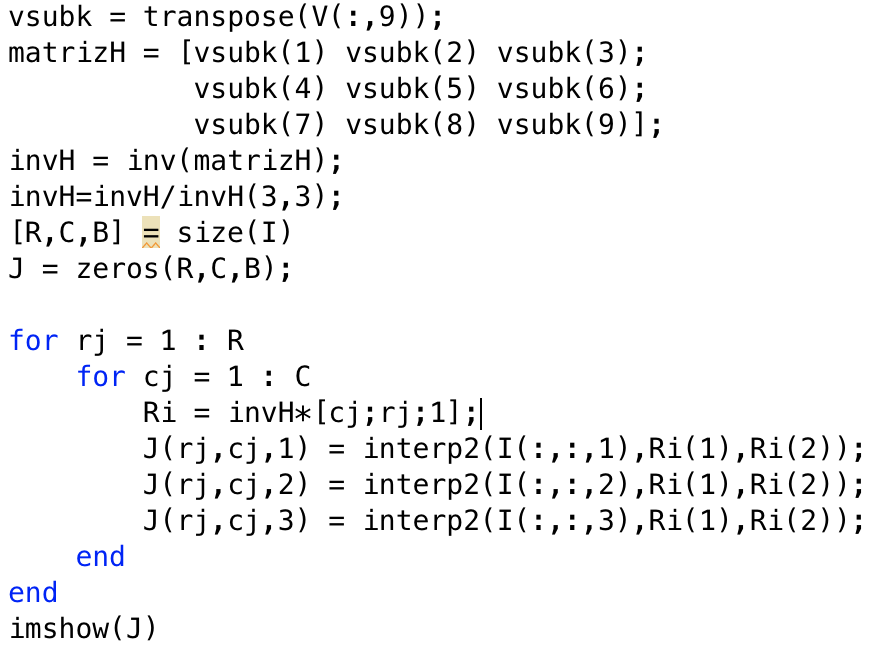 vsubk = transpose(V(:,9));
matrizH = [vsubk(1) vsubk(2) vsubk(3);
           vsubk(4) vsubk(5) vsubk(6);
           vsubk(7) vsubk(8) vsubk(9)];
invH = inv(matrizH);
invH=invH/invH(3,3);
[R,C,B] = size(I)
J = zeros(R,C,B);

for rj = 1 : R
    for cj = 1 : C
        Ri = invH*[cj;rj;1];
        J(rj,cj,1) = interp2(I(:,:,1),Ri(1),Ri(2));
        J(rj,cj,2) = interp2(I(:,:,2),Ri(1),Ri(2));
        J(rj,cj,3) = interp2(I(:,:,3),Ri(1),Ri(2));
    end
end
imshow(J)